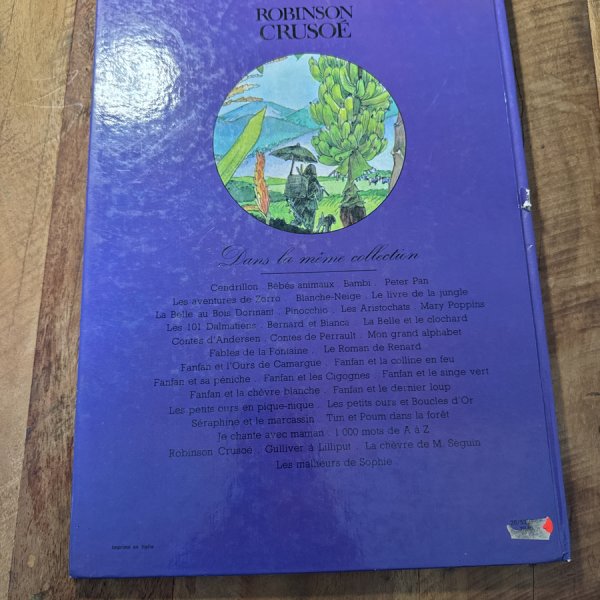 ROBINSON
CRUSOÉ
Dans la même collection
Cendrillon . Bébés animaux . Bambi . Peter Pan
Les aventures de Zorro . Blanche-Neige . Le livre de la jungle
La Belle au Bois Dormant . Pinocchio . Les Aristochats . Mary Poppins
Les 101 Dalmatiens . Bernard et Bianca . La Belle et le clochard
Contes d'Andersen . Contes de Perrault . Mon grand alphabet
Fables de la Fontaine . Le Roman de Renard
Fanfan et l'Ours de Camargue . Fanfan et la colline en feu
Fanfan et sa péniche . Fanfan et les Cigognes . Fanfan et le singe vert
Fanfan et la chèvre blanche . Fanfan et le dernier loup
Les petits ours en pique-nique . Les petits ours et Boucles d'Or
Séraphine et le marcassin . Tim et Poum dans la forêt
Je chante avec maman . 1 000 mots de A à Z
Robinson Crusoé . Gulliver à Lilliput . La chèvre de M. Seguin
Les malheurs de Sophie
Imprimé en Italie